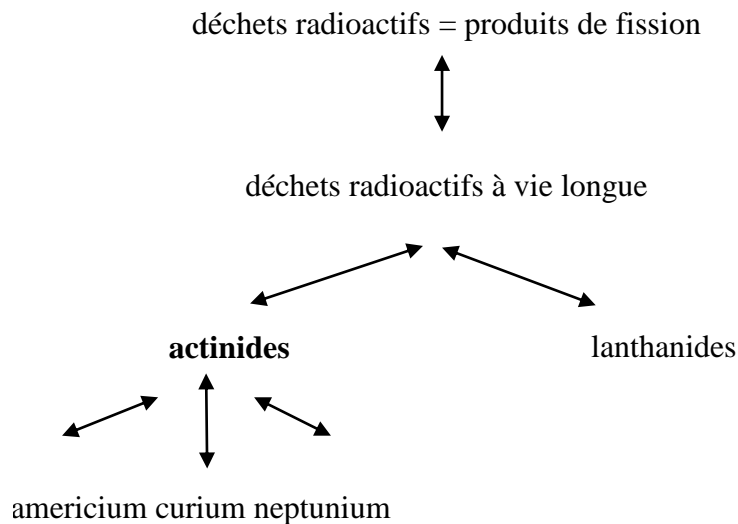 déchets radioactifs = produits de fission
déchets radioactifs à vie longue
actinides lanthanides
americium curium neptunium